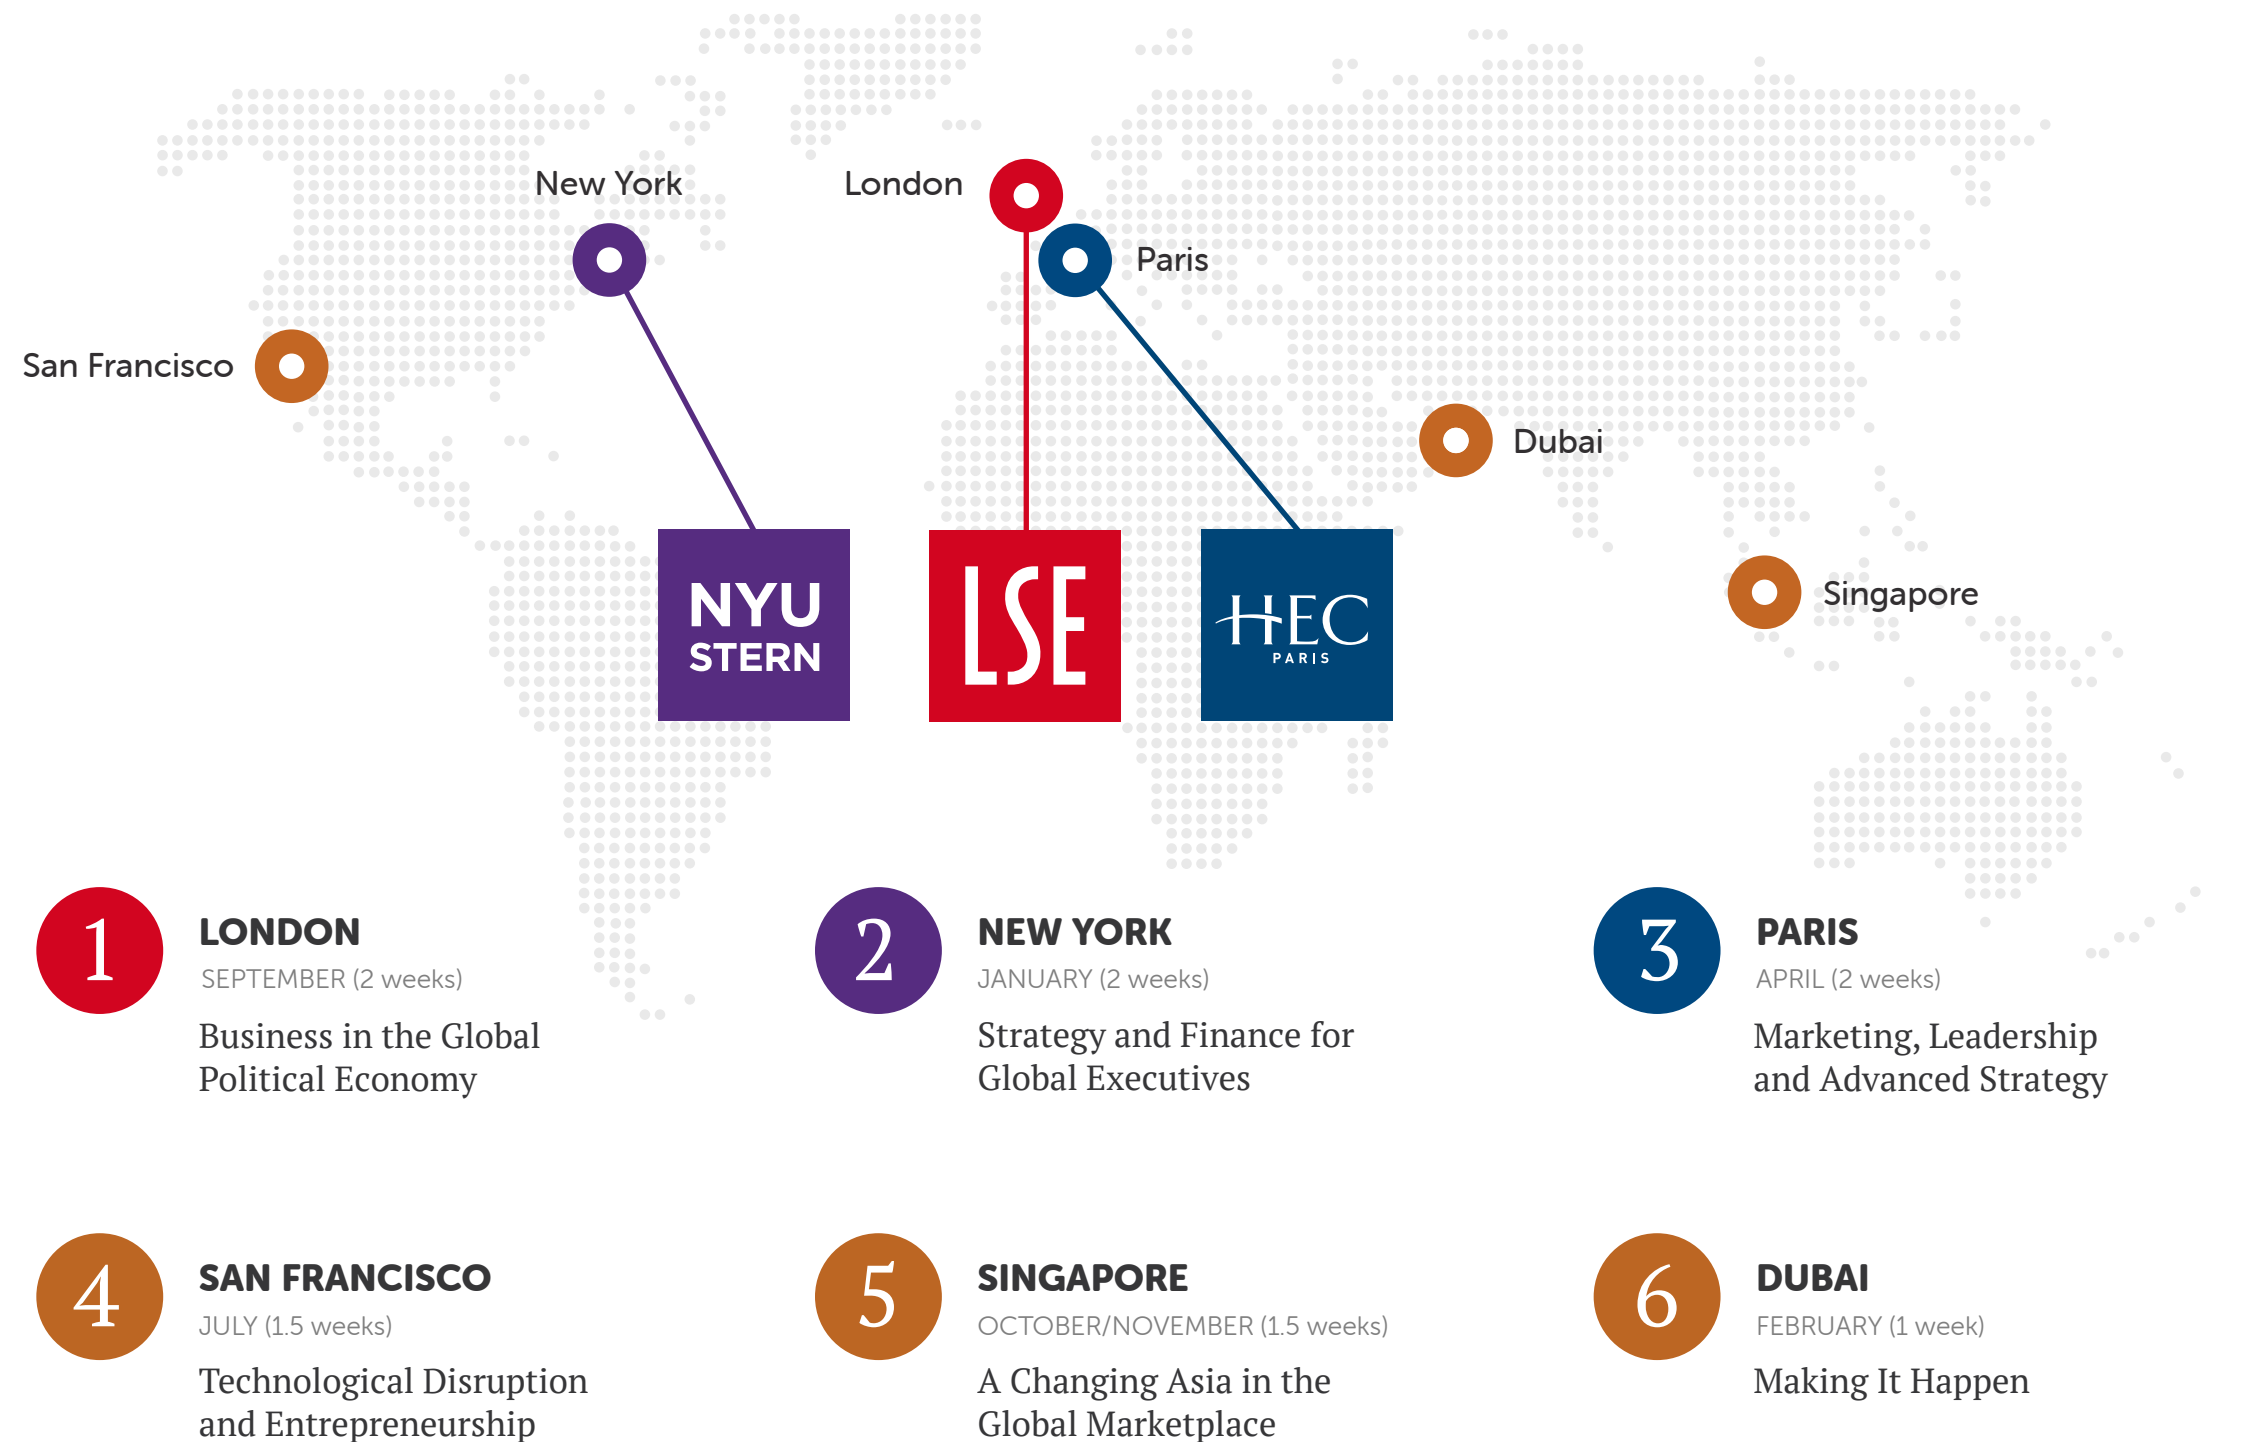 New York
London
Paris
San Francisco
Dubai
Singapore
NYU
STERN
LSE
HEC
PARIS
1
LONDON
SEPTEMBER (2 weeks)
Business in the Global
Political Economy
2
NEW YORK
JANUARY (2 weeks)
Strategy and Finance for
Global Executives
3
PARIS
APRIL (2 weeks)
Marketing, Leadership
and Advanced Strategy
4
SAN FRANCISCO
JULY (1.5 weeks)
Technological Disruption
and Entrepreneurship
5
SINGAPORE
OCTOBER/NOVEMBER (1.5 weeks)
A Changing Asia in the
Global Marketplace
6
DUBAI
FEBRUARY (1 week)
Making It Happen